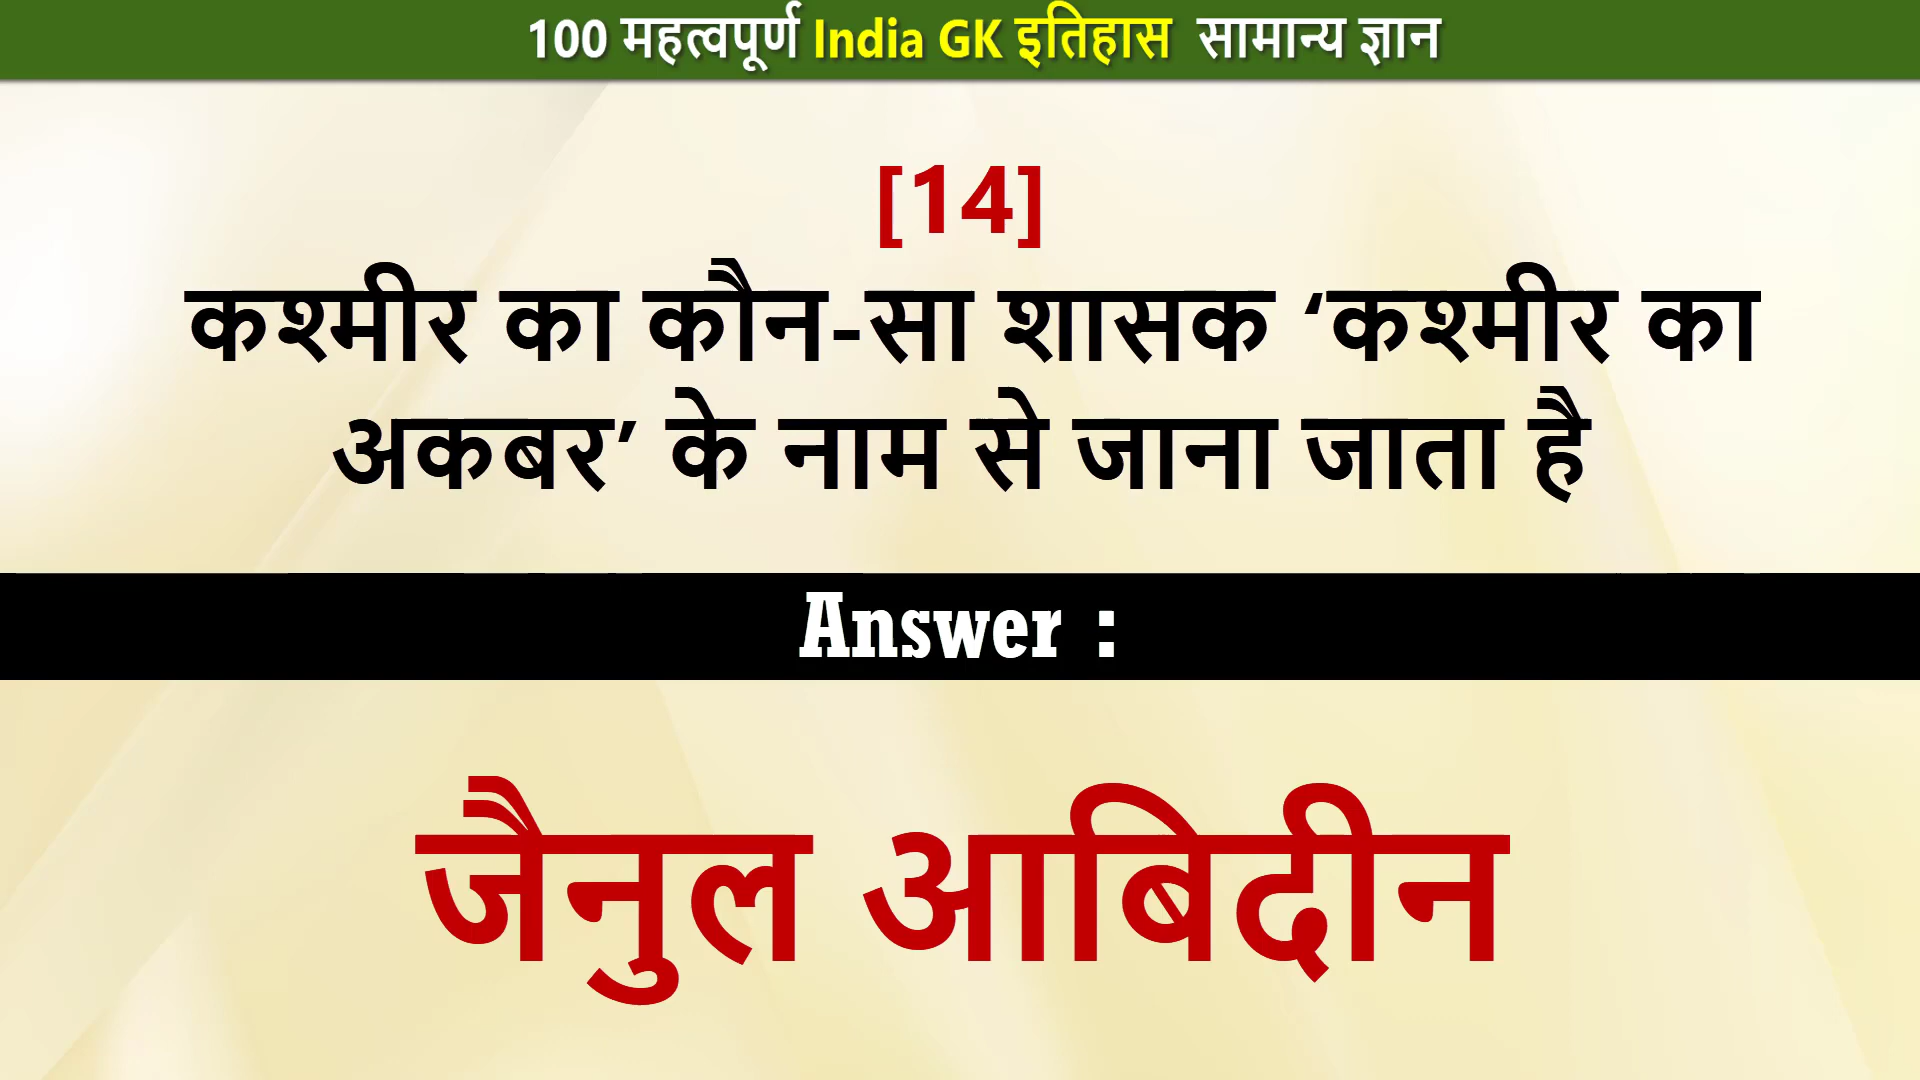 100 महत्वपूर्ण India GK इतिहास सामान्य ज्ञान
[14]
कश्मीर का कौन-सा शासक ‘कश्मीर का
अकबर’ के नाम से जाना जाता है
Answer :
जैनुल आबिदीन